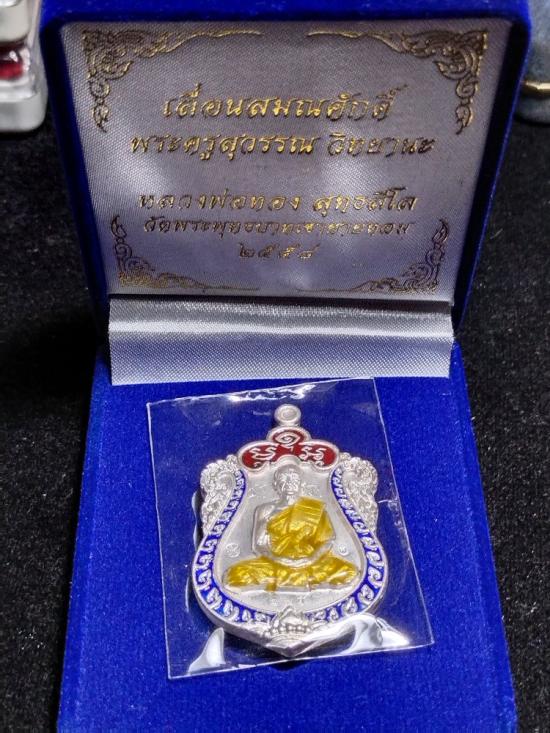 เลื่อนสมณศักดิ์
พระครูสุวรรณ วิทยานะ
หลวงพ่อทอง สุทธสีโล
วัดพระพุทธบาทเขายายหอม
๒๕๕๘